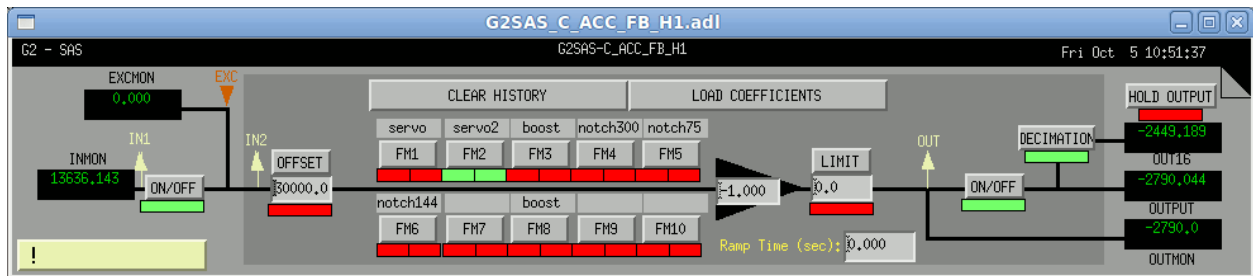 G2SAS_C_ACC_FB_H1.adl
G2 - SAS G2SAS-C_ACC_FB_H1 Fri Oct 5 10:51:37
EXCMON EXC
0.000 CLEAR HISTORY LOAD COEFFICIENTS HOLD OUTPUT
servo servo2 boost notch300 notch75
IN1 IN2 OUT DECIMATION -2449.189
INMON OFFSET FM1 FM2 FM3 FM4 FM5 LIMIT OUT16
13636.143 ON/OFF 30000.0 -1.000 0.0 ON/OFF -2790.044
notch144 boost OUTPUT
FM6 FM7 FM8 FM9 FM10 -2790.0
! Ramp Time (sec): 0.000 OUTMON